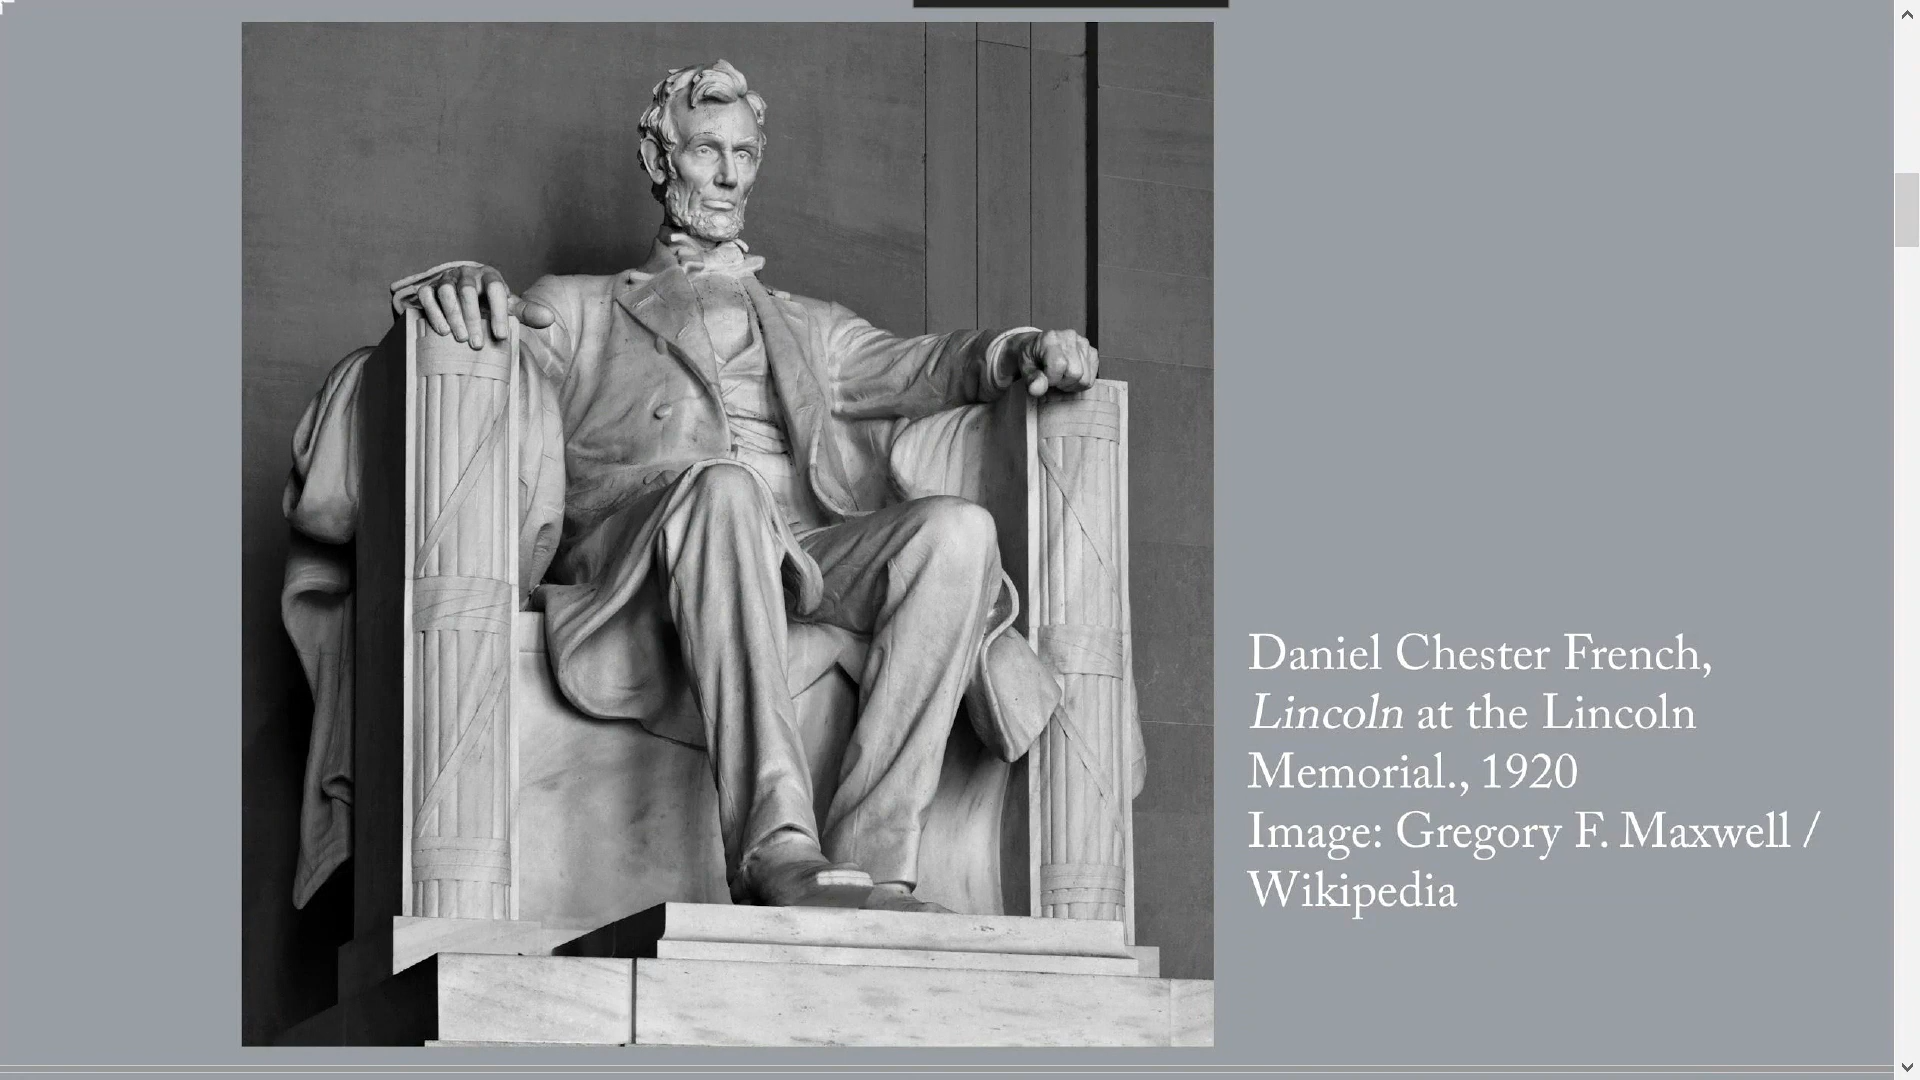 Daniel Chester French,
Lincoln at the Lincoln
Memorial., 1920
Image: Gregory F. Maxwell /
Wikipedia